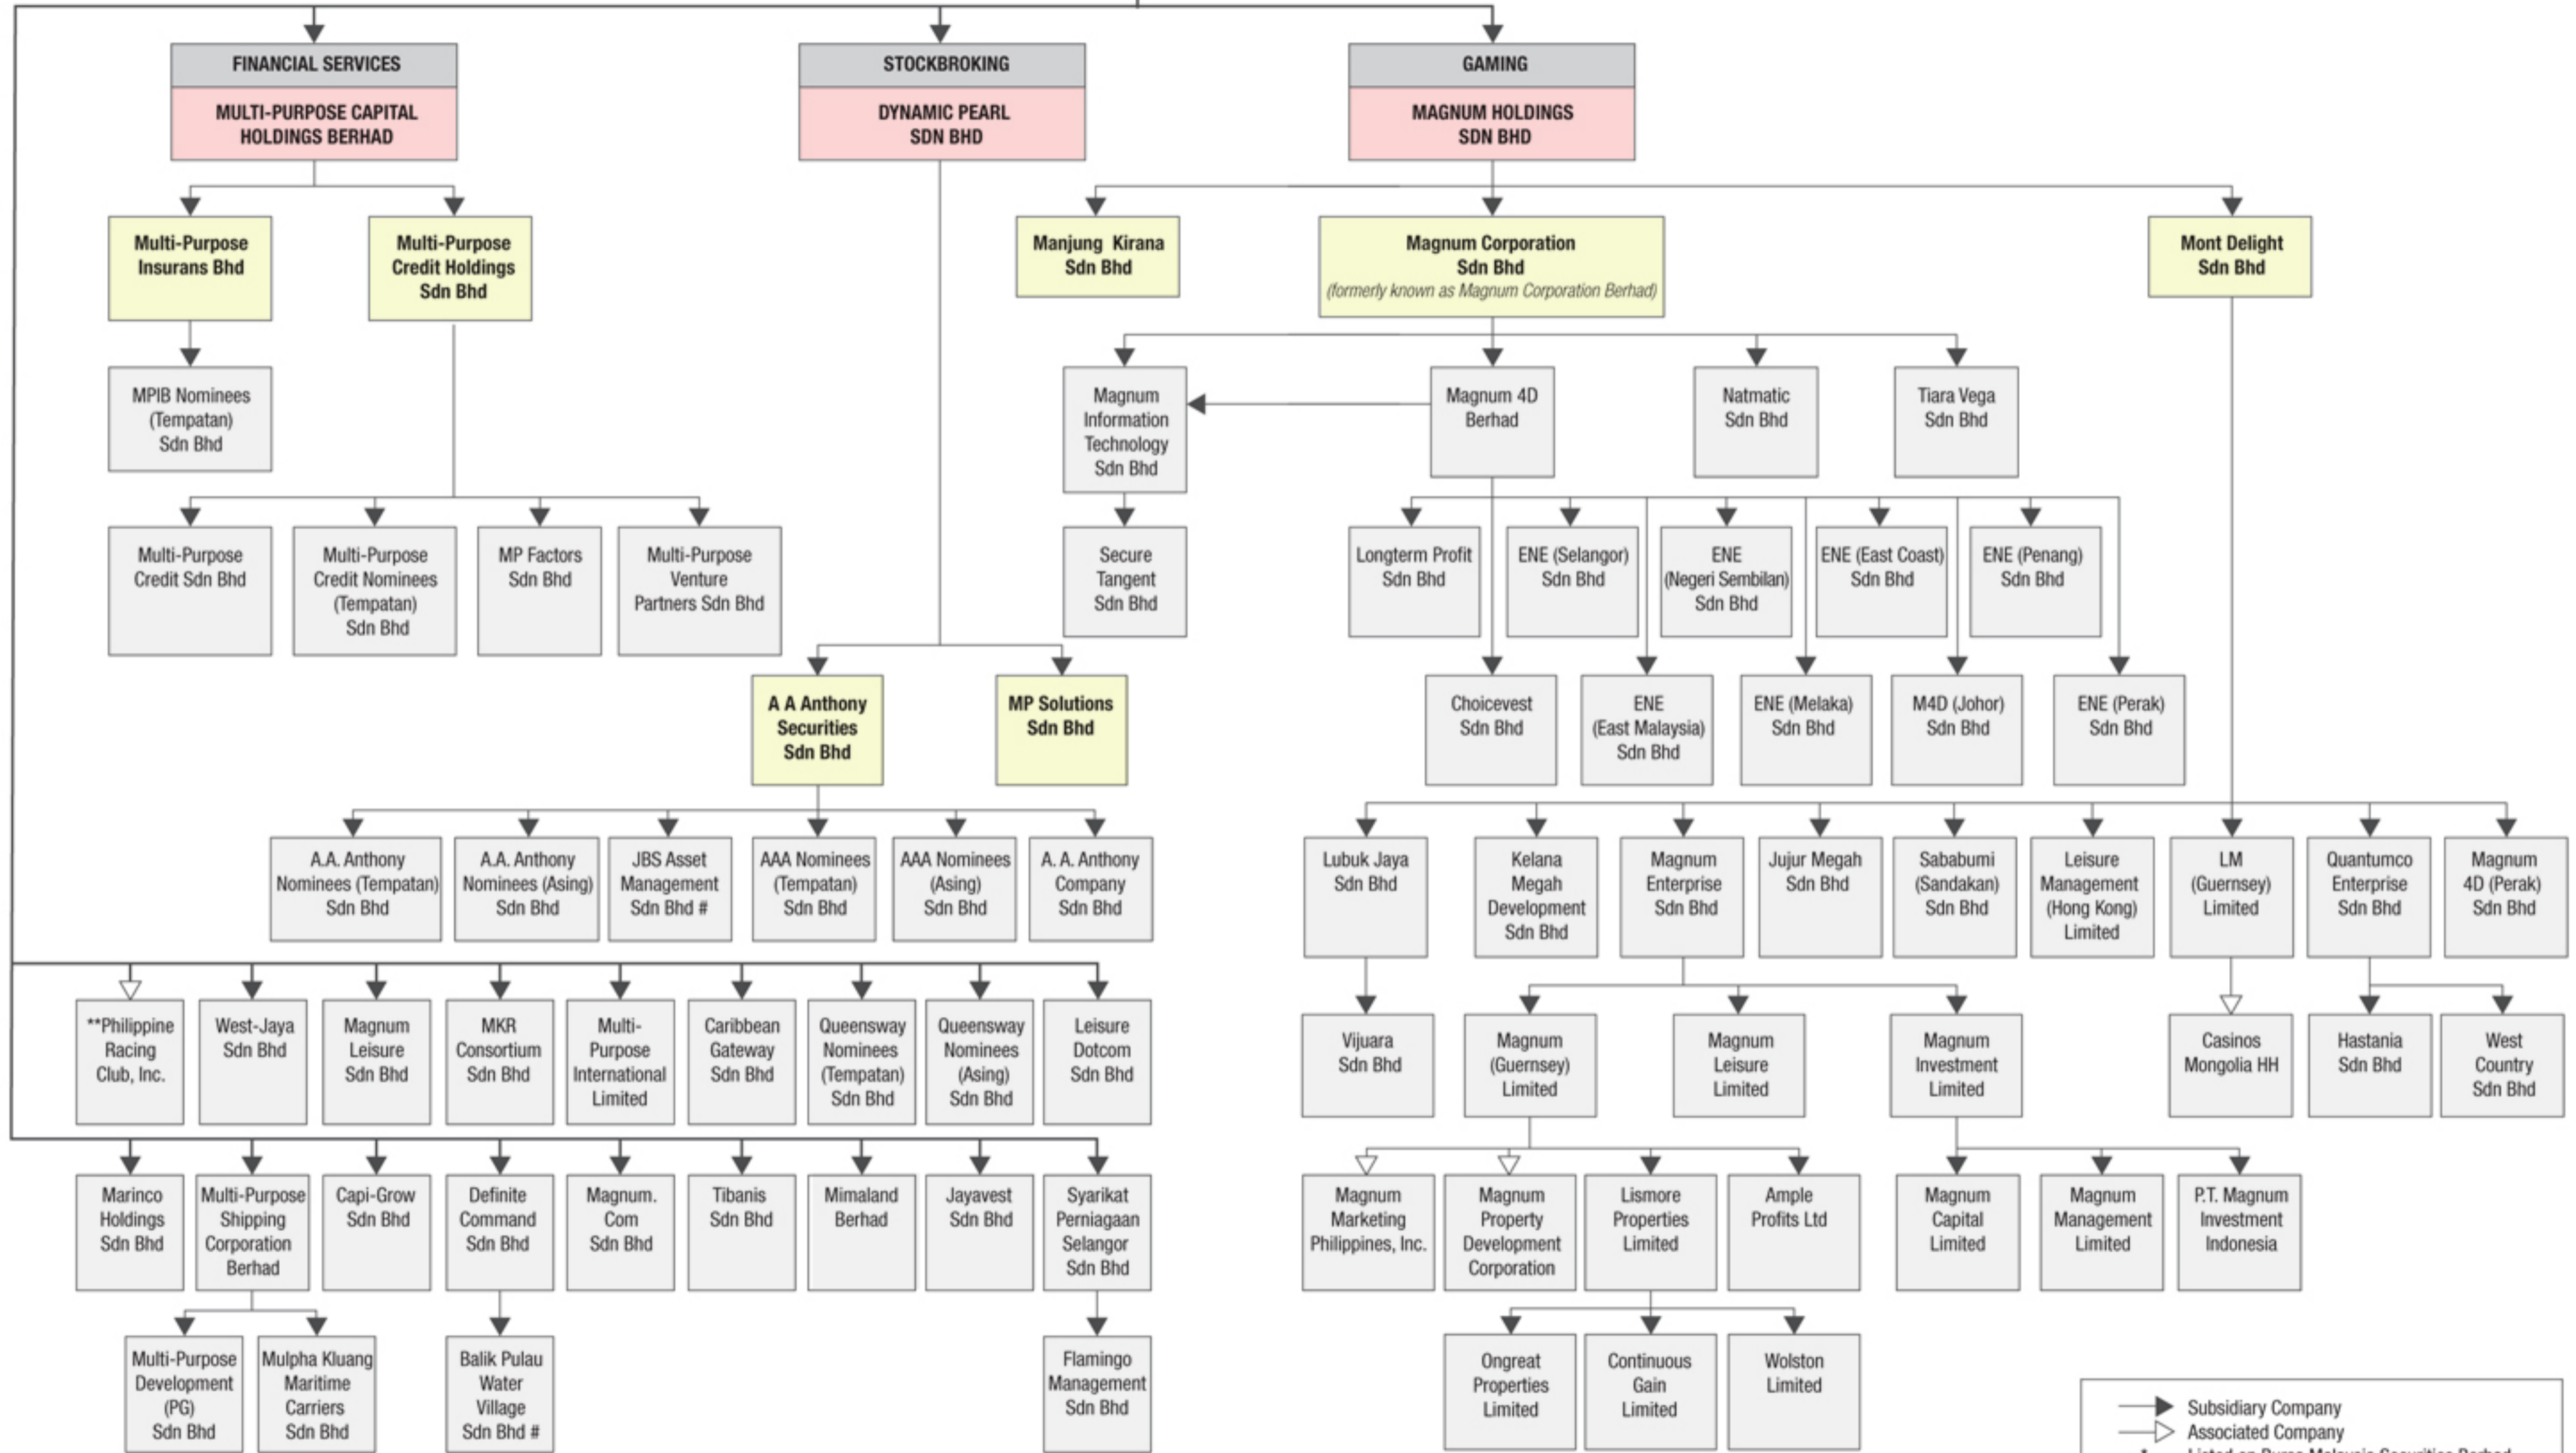 FINANCIAL SERVICES
MULTI-PURPOSE CAPITAL
HOLDINGS BERHAD
STOCKBROKING
DYNAMIC PEARL
SDN BHD
GAMING
MAGNUM HOLDINGS
SDN BHD
Multi-Purpose
Insurans Bhd
Multi-Purpose
Credit Holdings
Sdn Bhd
Manjung Kirana
Sdn Bhd
Magnum Corporation
Sdn Bhd
(formerly known as Magnum Corporation Berhad)
Mont Delight
Sdn Bhd
MPIB Nominees
(Tempatan)
Sdn Bhd
Magnum
Information
Technology
Sdn Bhd
Magnum 4D
Berhad
Natmatic
Sdn Bhd
Tiara Vega
Sdn Bhd
Multi-Purpose
Credit Sdn Bhd
Multi-Purpose
Credit Nominees
(Tempatan)
Sdn Bhd
MP Factors
Sdn Bhd
Multi-Purpose
Venture
Partners Sdn Bhd
Secure
Tangent
Sdn Bhd
Longterm Profit
Sdn Bhd
ENE (Selangor)
Sdn Bhd
ENE
(Negeri Sembilan)
Sdn Bhd
ENE (East Coast)
Sdn Bhd
ENE (Penang)
Sdn Bhd
A A Anthony
Securities
Sdn Bhd
MP Solutions
Sdn Bhd
Choicevest
Sdn Bhd
ENE
(East Malaysia)
Sdn Bhd
ENE (Melaka)
Sdn Bhd
M4D (Johor)
Sdn Bhd
ENE (Perak)
Sdn Bhd
A.A. Anthony
Nominees (Tempatan)
Sdn Bhd
A.A. Anthony
Nominees (Asing)
Sdn Bhd
JBS Asset
Management
Sdn Bhd #
AAA Nominees
(Tempatan)
Sdn Bhd
AAA Nominees
(Asing)
Sdn Bhd
A. A. Anthony
Company
Sdn Bhd
Lubuk Jaya
Sdn Bhd
Kelana
Megah
Development
Sdn Bhd
Magnum
Enterprise
Sdn Bhd
Jujur Megah
Sdn Bhd
Sababumi
(Sandakan)
Sdn Bhd
Leisure
Management
(Hong Kong)
Limited
LM
(Guernsey)
Limited
Quantumco
Enterprise
Sdn Bhd
Magnum
4D (Perak)
Sdn Bhd
**Philippine
Racing
Club, Inc.
West-Jaya
Sdn Bhd
Magnum
Leisure
Sdn Bhd
MKR
Consortium
Sdn Bhd
Multi-
Purpose
International
Limited
Caribbean
Gateway
Sdn Bhd
Queensway
Nominees
(Tempatan)
Sdn Bhd
Queensway
Nominees
(Asing)
Sdn Bhd
Leisure
Dotcom
Sdn Bhd
Vijuara
Sdn Bhd
Magnum
(Guernsey)
Limited
Magnum
Leisure
Limited
Magnum
Investment
Limited
Casinos
Mongolia HH
Hastania
Sdn Bhd
West
Country
Sdn Bhd
Marinco
Holdings
Sdn Bhd
Multi-Purpose
Shipping
Corporation
Berhad
Capi-Grow
Sdn Bhd
Definite
Command
Sdn Bhd
Magnum.
Com
Sdn Bhd
Tibanis
Sdn Bhd
Mimaland
Berhad
Jayavest
Sdn Bhd
Syarikat
Perniagaan
Selangor
Sdn Bhd
Magnum
Marketing
Philippines, Inc.
Magnum
Property
Development
Corporation
Lismore
Properties
Limited
Ample
Profits Ltd
Magnum
Capital
Limited
Magnum
Management
Limited
P.T. Magnum
Investment
Indonesia
Multi-Purpose
Development
(PG)
Sdn Bhd
Mulpha Kluang
Maritime
Carriers
Sdn Bhd
Balik Pulau
Water
Village
Sdn Bhd #
Flamingo
Management
Sdn Bhd
Ongreat
Properties
Limited
Continuous
Gain
Limited
Wolston
Limited
Subsidiary Company
Associated Company
* Listed on Bursa Malaysia Securities Berhad